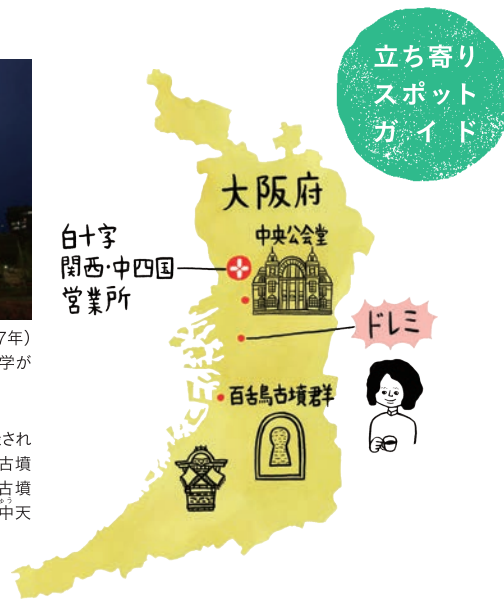 立ち寄り
スポット
ガイド
大阪府
中央公会堂
白十字
関西・中四国
営業所
ドレミ
百舌鳥古墳群
7年）
学が
され
古墳
古墳
ゅう
中天